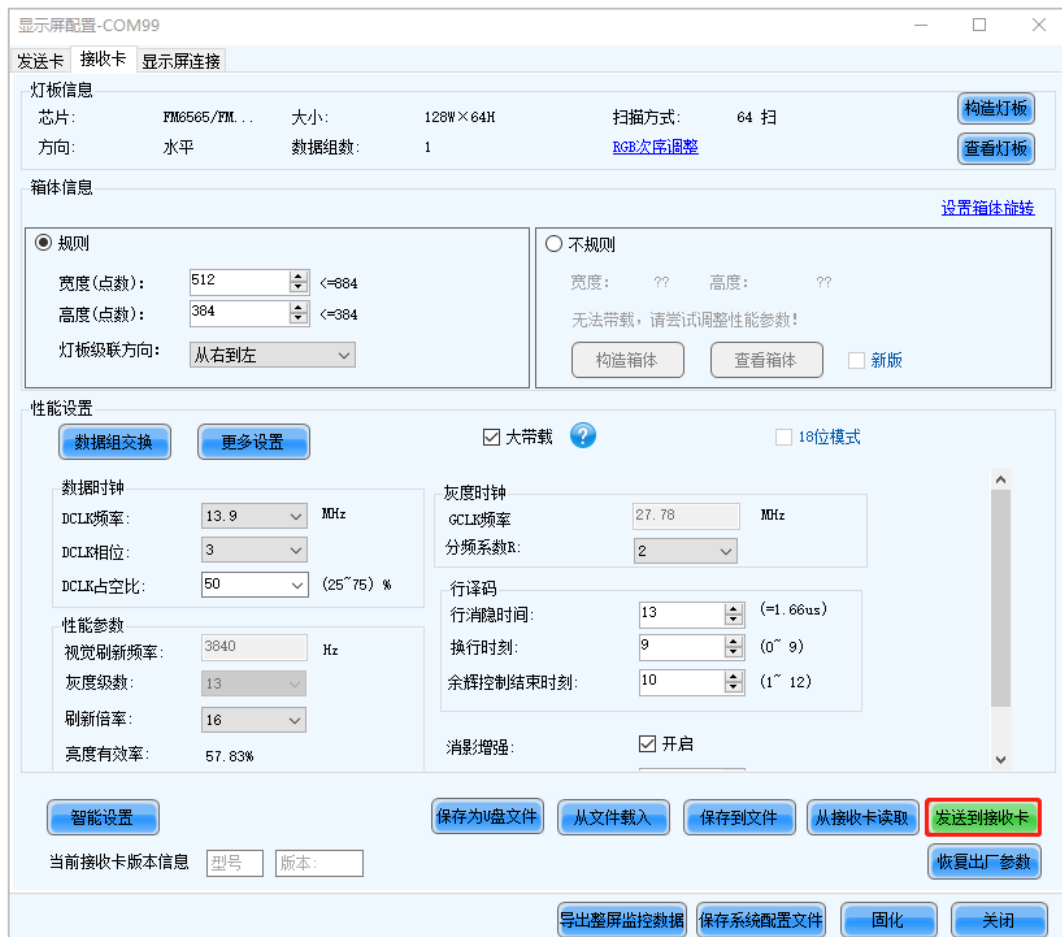 显示屏配置-COM99
发送卡 接收卡 显示屏连接
灯板信息
芯片: FM6565/FM... 大小: 128W×64H 扫描方式: 64 扫 构造灯板
方向: 水平 数据组数: 1 RGB次序调整 查看灯板
箱体信息
设置箱体旋转
规则 不规则
宽度(点数): 512 <=884 宽度: ?? 高度: ??
高度(点数): 384 <=384 无法带载，请尝试调整性能参数!
灯板级联方向: 从右到左 构造箱体 查看箱体 新版
性能设置
数据组交换 更多设置 大带载 ? 18位模式
数据时钟 灰度时钟
DCLK频率: 13.9 MHz GCLK频率 27.78 MHz
DCLK相位: 3 分频系数R: 2
DCLK占空比: 50 (25~75) % 行译码
行消隐时间: 13 (=1.66us)
性能参数
视觉刷新频率: 3840 Hz 换行时刻: 9 (0~ 9)
灰度级数: 13 余辉控制结束时刻: 10 (1~ 12)
刷新倍率: 16
亮度有效率: 57.83% 消影增强: 开启
智能设置 保存为U盘文件 从文件载入 保存到文件 从接收卡读取 发送到接收卡
当前接收卡版本信息 型号 版本: 恢复出厂参数
导出整屏监控数据 保存系统配置文件 固化 关闭